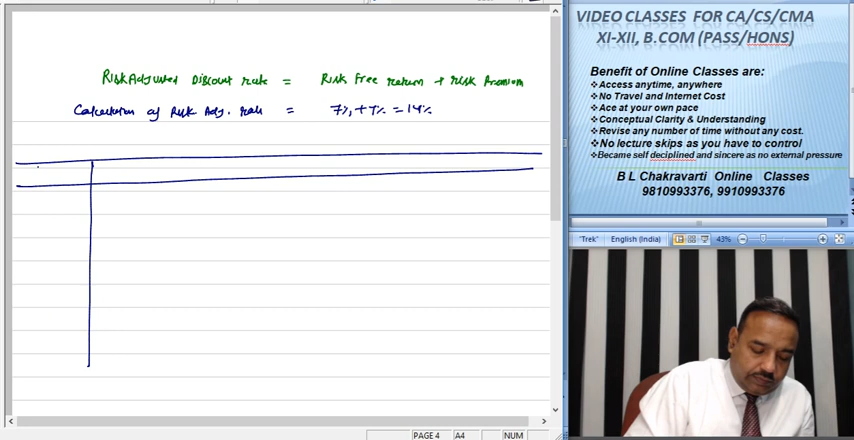 RiskAdjusted Discount rate = Risk Free return + risk Premium
Calculation of Risk Adj. rate = 7% + 7% = 14%
PAGE 4 A4 NUM
VIDEO CLASSES FOR CA/CS/CMA
XI-XII, B.COM (PASS/HONS)
Benefit of Online Classes are:
❖Access anytime, anywhere
❖No Travel and Internet Cost
❖Ace at your own pace
❖Conceptual Clarity & Understanding
❖Revise any number of time without any cost.
❖No lecture skips as you have to control
❖Became self deciplined and sincere as no external pressure
B L Chakravarti Online Classes
9810993376, 9910993376
"Trek" English (India) 43%